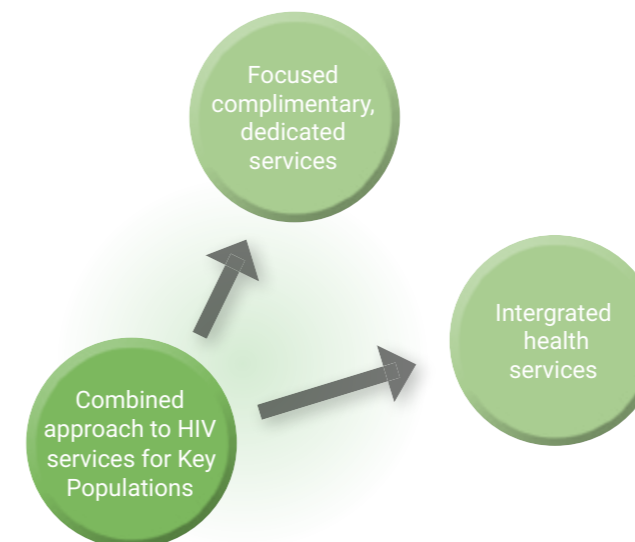 Focused
complimentary,
dedicated
services
Intergrated
health
services
Combined
approach to HIV
services for Key
Populations